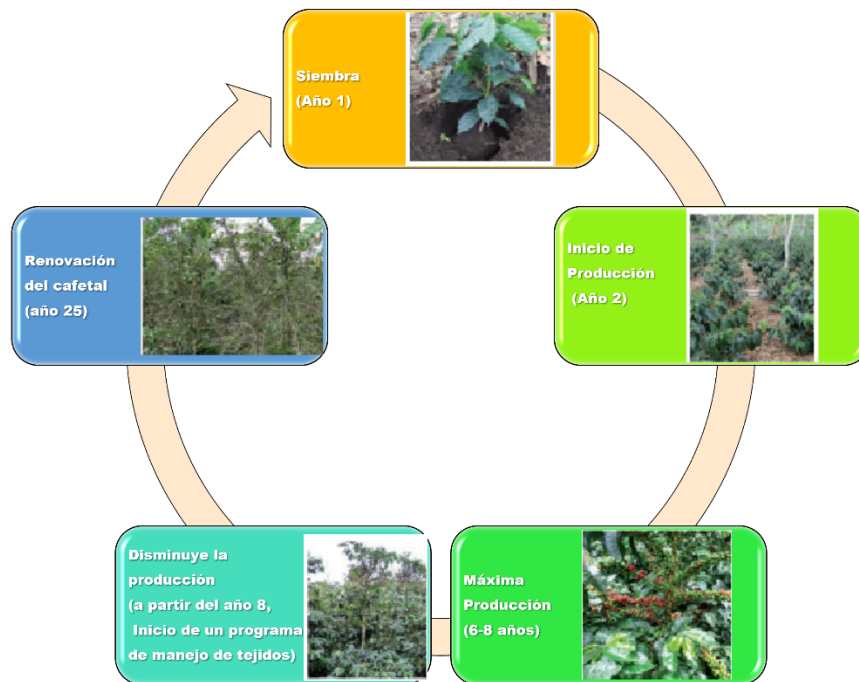 Siembra
(Año 1)
Inicio de
Producción
(Año 2)
Máxima
Producción
(6-8 años)
Disminuye la
producción
(a partir del año 8,
Inicio de un programa
de manejo de tejidos)
Renovación
del cafetal
(año 25)